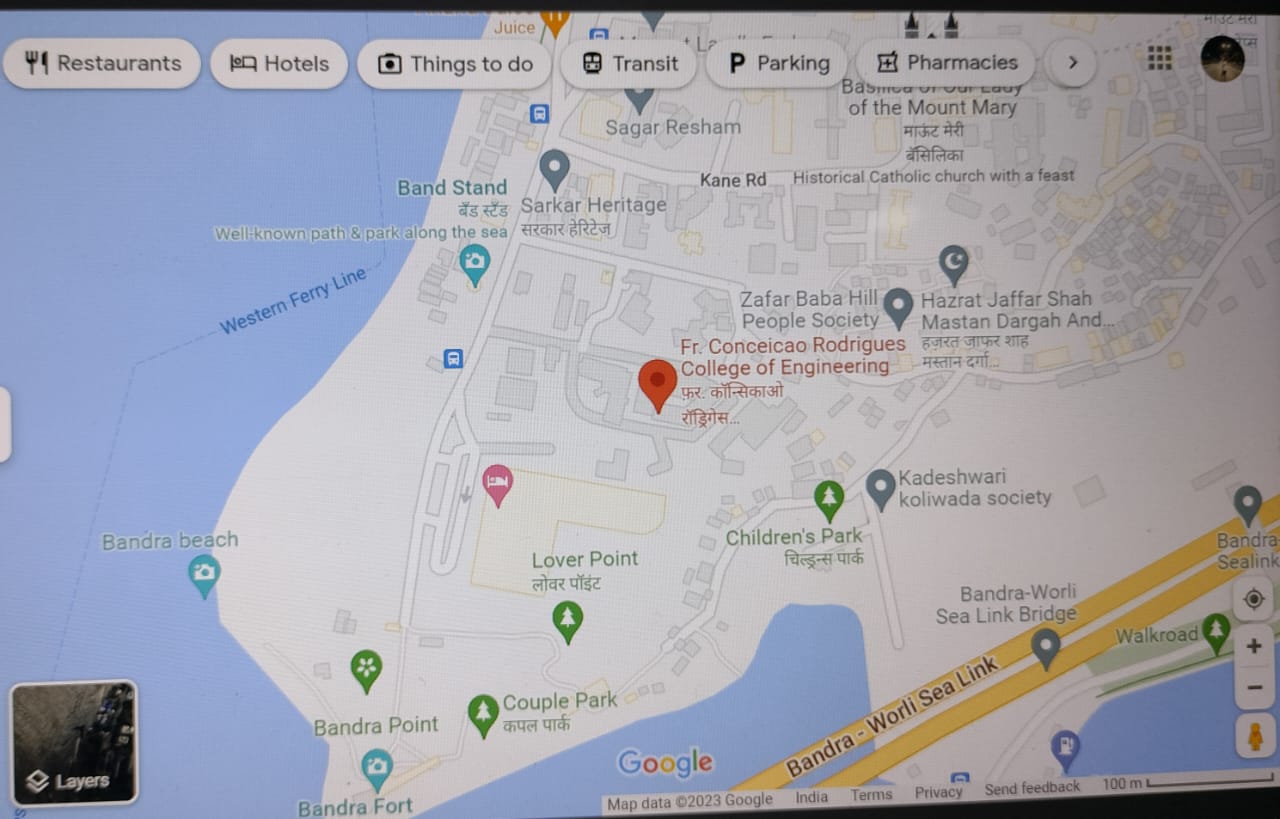 Juice
Restaurants
Hotels
Things to do
Transit
Parking
Pharmacies
Basilica of Our Lady
of the Mount Mary
माऊंट मेरी
बॅसिलिका
Historical Catholic church with a feast
Sagar Resham
Kane Rd
Band Stand
बँड स्टँड
Well-known path & park along the sea
Sarkar Heritage
सरकार हेरिटेज
Western Ferry Line
Zafar Baba Hill
People Society
Hazrat Jaffar Shah
Mastan Dargah And...
हज़रत जाफर शाह
मस्तान दर्गा...
Fr. Conceicao Rodrigues
College of Engineering
फ़र. कॉन्सिकाओ
रॉड्रिगेस...
Kadeshwari
koliwada society
Children's Park
चिल्ड्रन्स पार्क
Bandra beach
Lover Point
लोवर पॉइंट
Bandra-
Sealink
Bandra-Worli
Sea Link Bridge
Walkroad
Bandra - Worli Sea Link
Couple Park
कपल पार्क
Bandra Point
Bandra Fort
Layers
Google
Map data ©2023 Google
India
Terms
Privacy
Send feedback
100 m